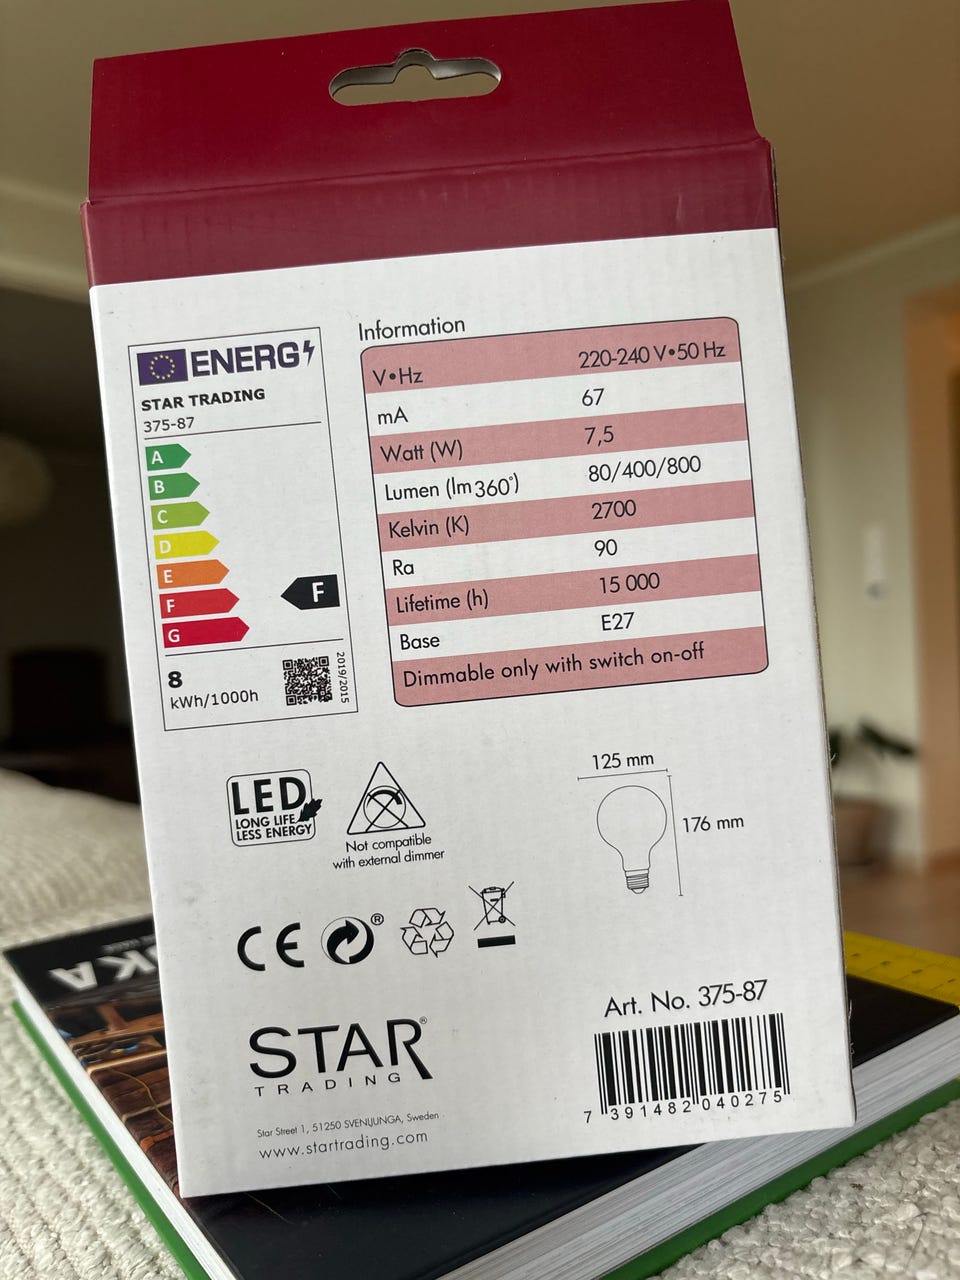 ENERG
STAR TRADING
375-87
A
B
C
D
E
F
G
F
8
kWh/1000h
2019/2015
Information
V•Hz 220-240 V•50 Hz
mA 67
Watt (W) 7,5
Lumen (lm 360°) 80/400/800
Kelvin (K) 2700
Ra 90
Lifetime (h) 15 000
Base E27
Dimmable only with switch on-off
LED
LONG LIFE
LESS ENERGY
Not compatible
with external dimmer
125 mm
176 mm
CE
®
STAR®
TRADING
Star Street 1, 51250 SVENLJUNGA, Sweden
www.startrading.com
Art. No. 375-87
7 391482 040275